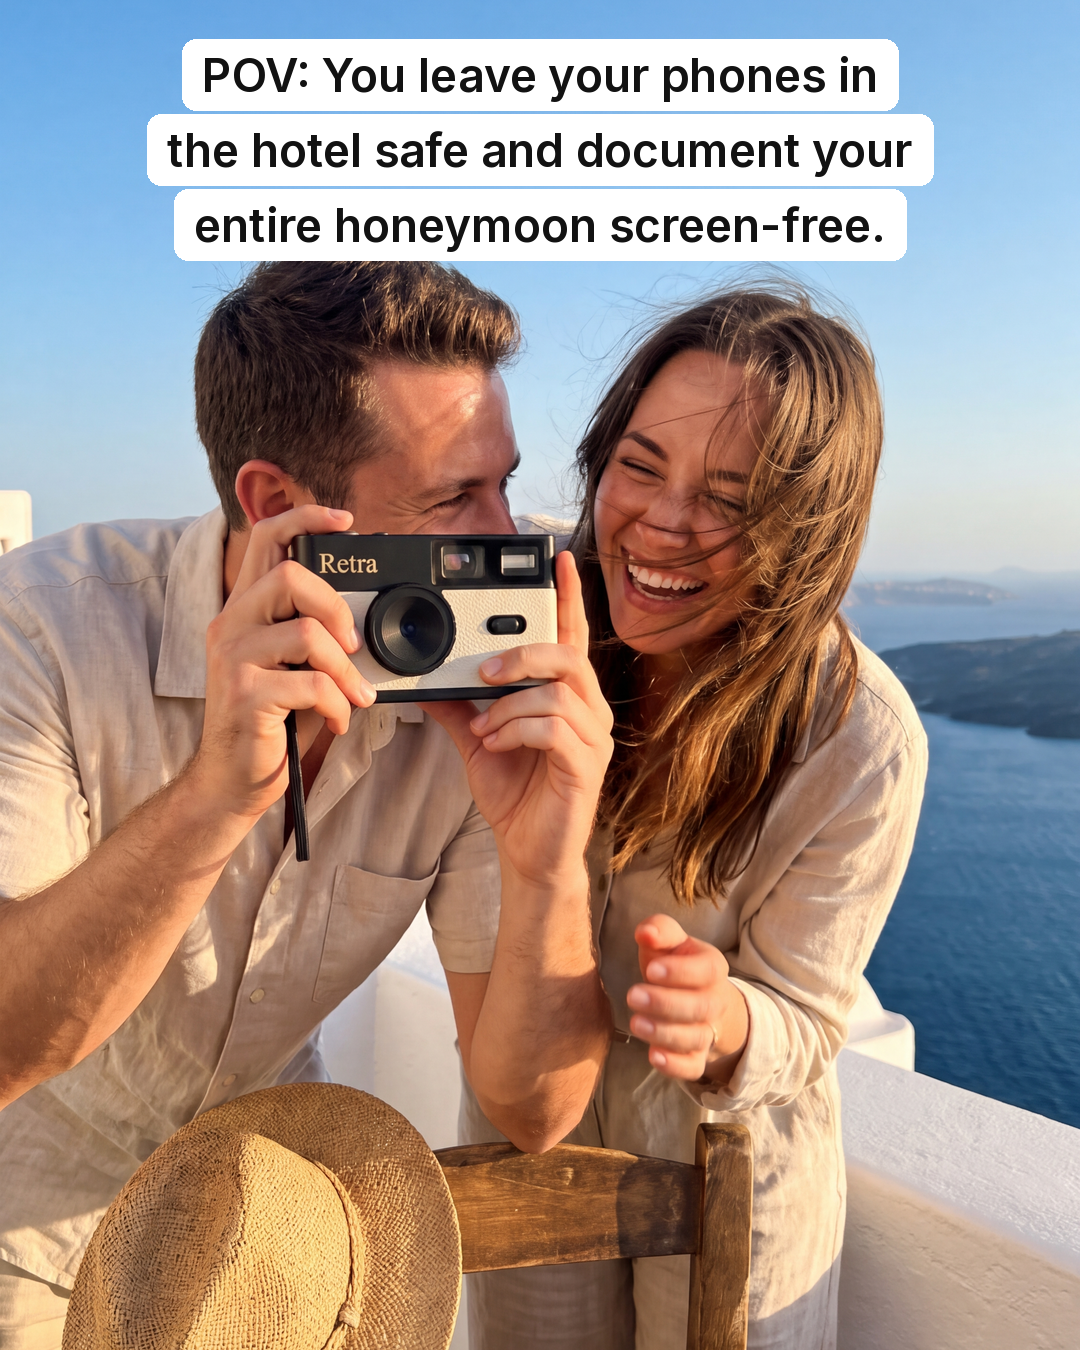 POV: You leave your phones in
the hotel safe and document your
entire honeymoon screen-free.
Retra